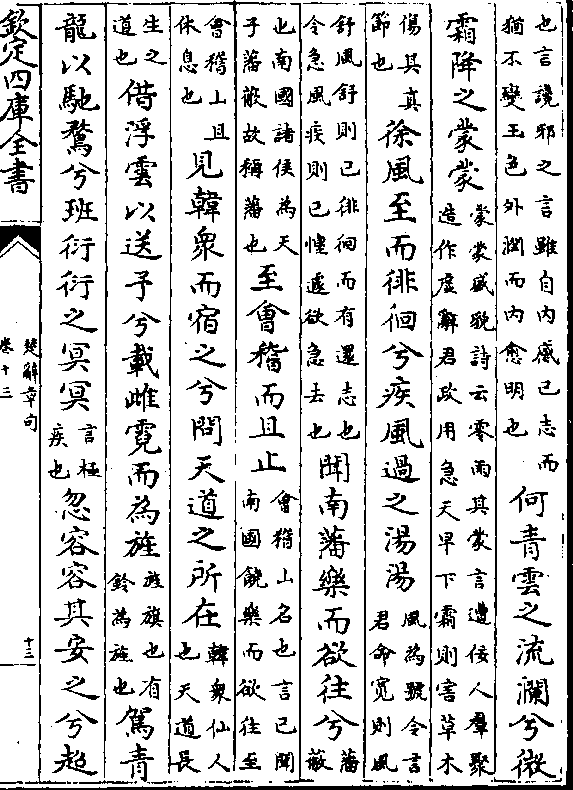 也言讒邪之言雖自內感己志而
猶不變玉色外潤而內愈明也
何青雲之流瀾兮微
霜降之蒙蒙
蒙蒙盛貌詩云零雨其蒙言遭佞人羣聚
造作虛辭君政用急天早下霜則害草木
傷其真
節也
徐風至而徘徊兮疾風過之湯湯
風為號令言
君命寬則風
舒風舒則己徘徊而有還志也
令急風疾則己惶遽欲急去也
聞南藩樂而欲往兮
藩
蔽
也南國諸侯為天
子藩蔽故稱藩也
至會稽而且止
會稽山名也言己聞
南國饒樂而欲往至
會稽山且
休息也
見韓衆而宿之兮問天道之所在
韓衆仙人
也天道長
生之
道也
借浮雲以送予兮載雌霓而為旌
旌旗也有
鈴為旌也
駕青
龍以馳騖兮班衍衍之冥冥
言極
疾也
忽容容其安之兮超
欽定四庫全書
楚辭章句
卷十三
十三